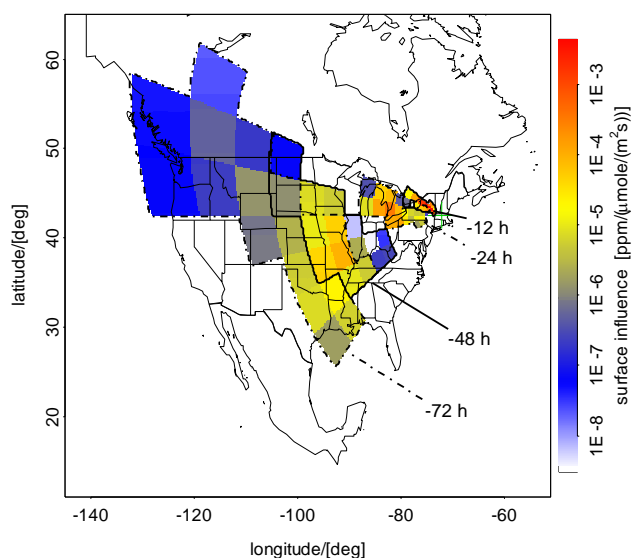 60
50
40
30
20
latitude/[deg]
-140
-120
-100
-80
-60
longitude/[deg]
-12 h
-24 h
-48 h
-72 h
1E-3
1E-4
1E-5
1E-6
1E-7
1E-8
surface influence [ppm/(μmole/(m²s))]